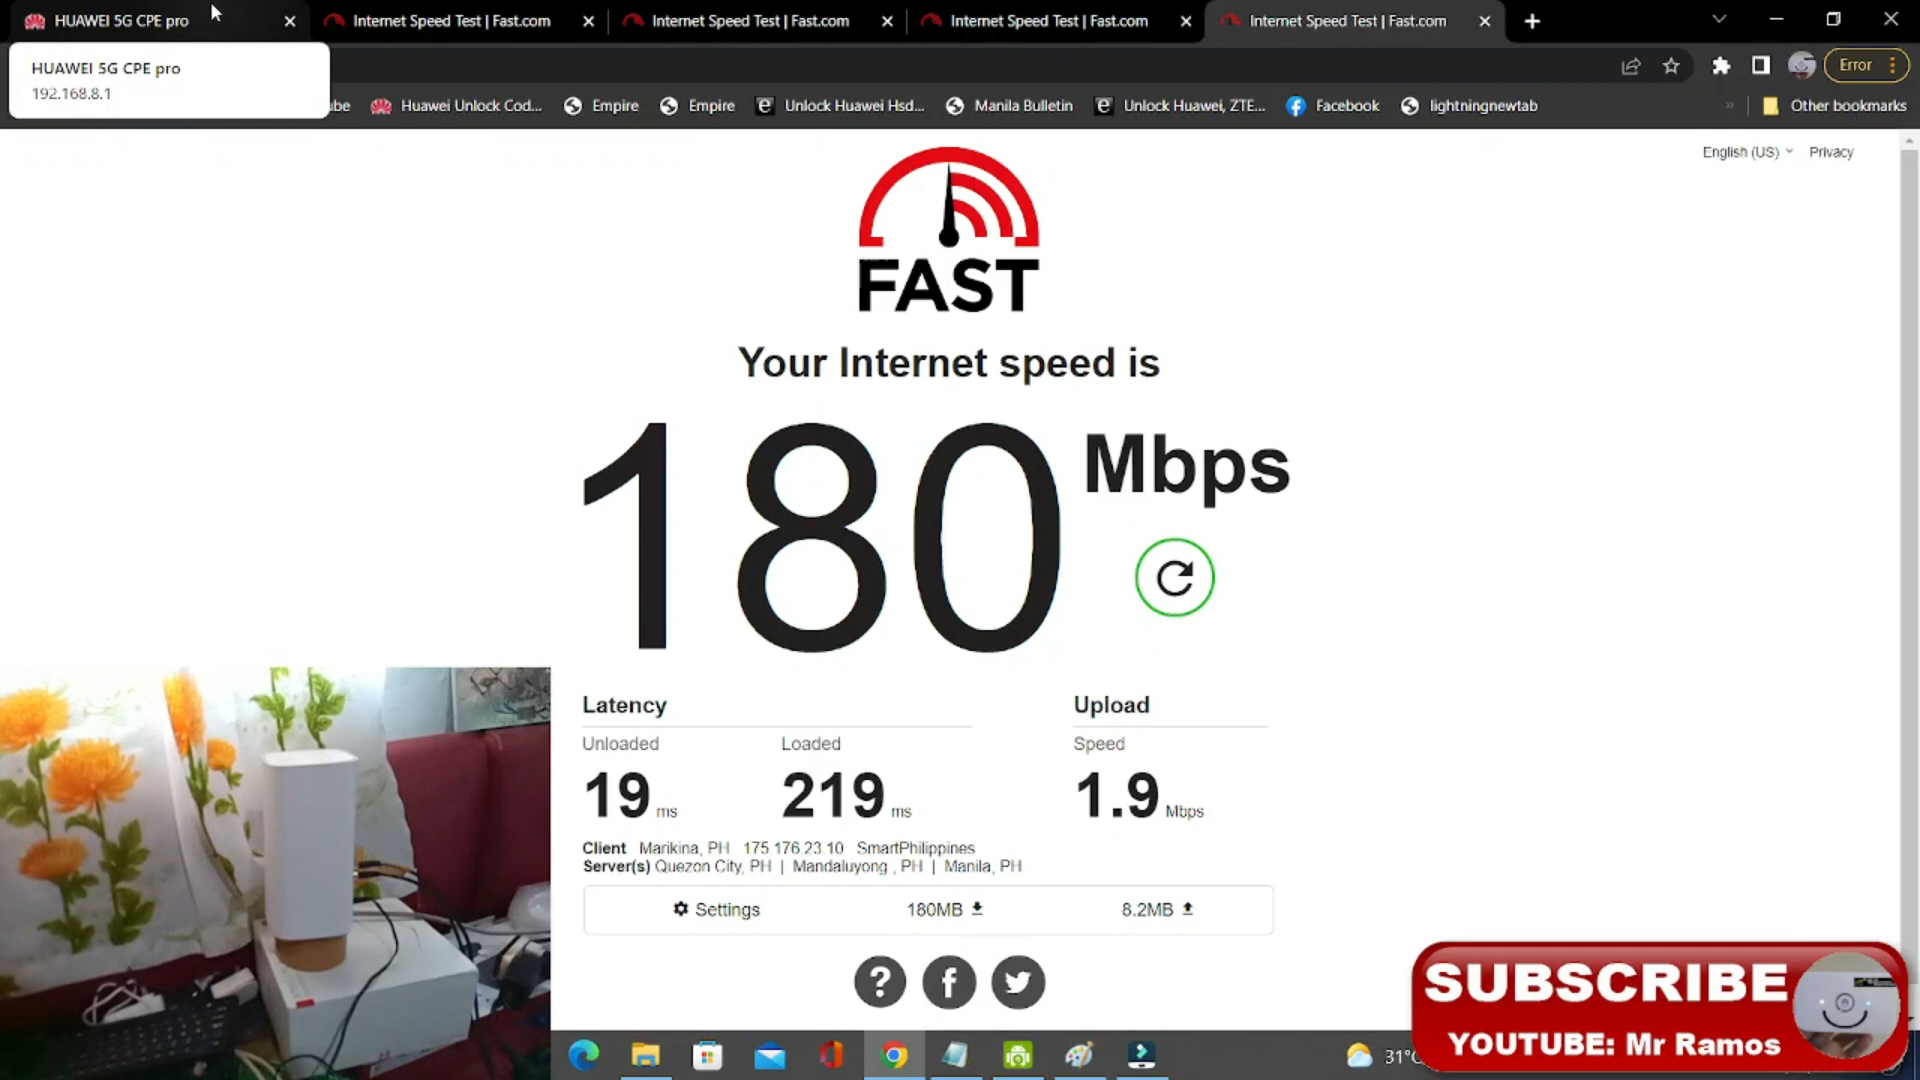 HUAWEI 5G CPE pro
Internet Speed Test | Fast.com
Internet Speed Test | Fast.com
Internet Speed Test | Fast.com
Internet Speed Test | Fast.com
HUAWEI 5G CPE pro
192.168.8.1
Error
ube
Huawei Unlock Cod...
Empire
Empire
Unlock Huawei Hsd...
Manila Bulletin
Unlock Huawei, ZTE...
Facebook
lightningnewtab
Other bookmarks
English (US)
Privacy
FAST
Your Internet speed is
180 Mbps
Latency
Upload
Unloaded
Loaded
Speed
19 ms
219 ms
1.9 Mbps
Client Marikina, PH 175 176 23 10 SmartPhilippines
Server(s) Quezon City, PH | Mandaluyong , PH | Manila, PH
Settings
180MB
8.2MB
31°C
SUBSCRIBE
YOUTUBE: Mr Ramos